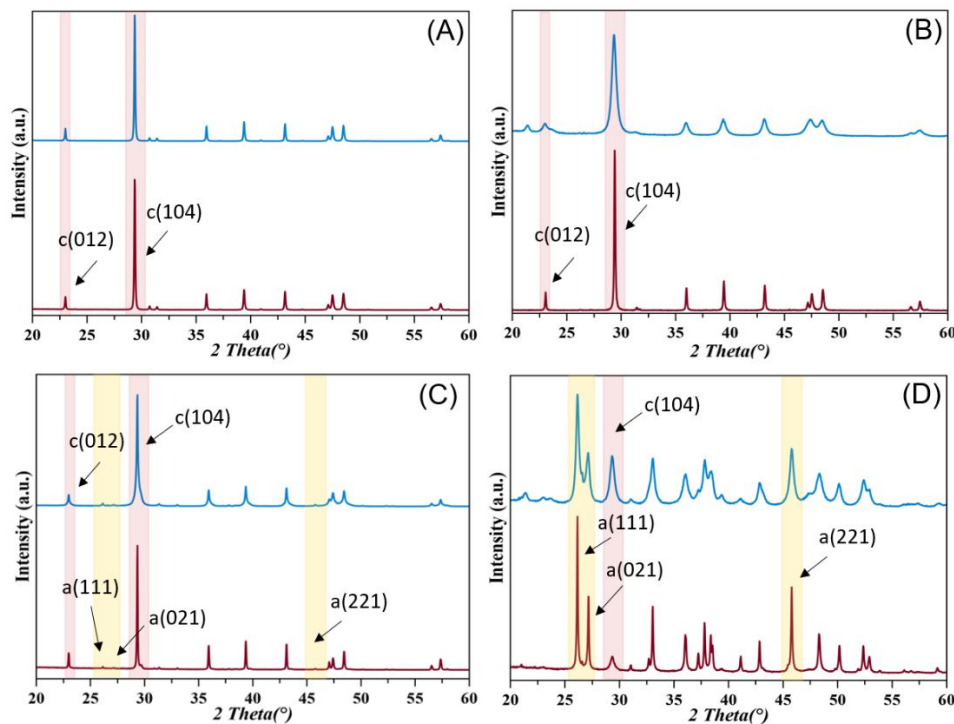 (A)
Intensity (a.u.)
c(012)
c(104)
20 25 30 35 40 45 50 55 60
2 Theta(°)
(B)
Intensity (a.u.)
c(104)
c(012)
20 25 30 35 40 45 50 55 60
2 Theta(°)
(C)
Intensity (a.u.)
c(104)
c(012)
a(111)
a(021)
a(221)
20 25 30 35 40 45 50 55 60
2 Theta(°)
(D)
Intensity (a.u.)
c(104)
a(111)
a(221)
a(021)
20 25 30 35 40 45 50 55 60
2 Theta(°)